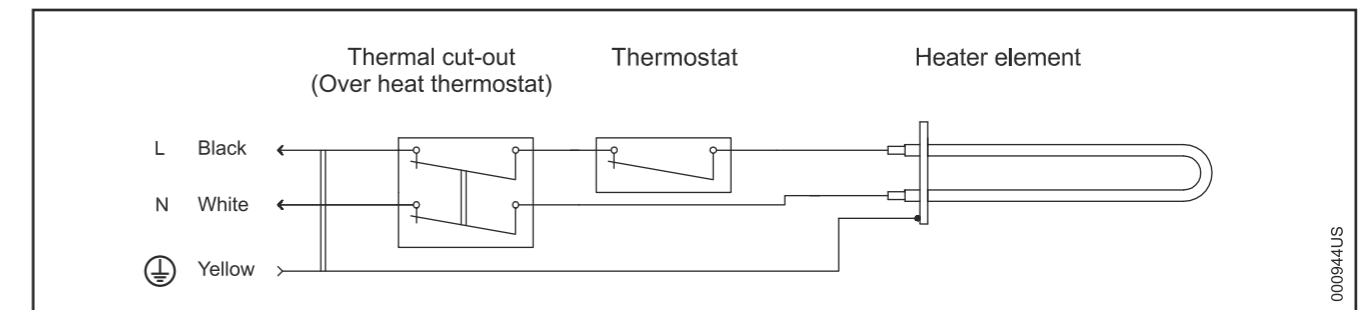 Thermal cut-out
(Over heat thermostat)
Thermostat
Heater element
L Black
N White
Yellow
000944US